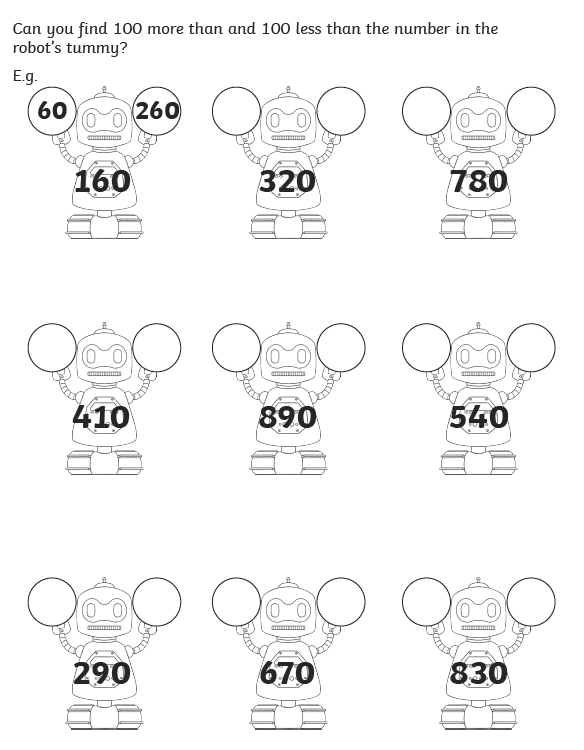 Can you find 100 more than and 100 less than the number in the
robot's tummy?
E.g.
60 260
160 320 780
410 890 540
290 670 830